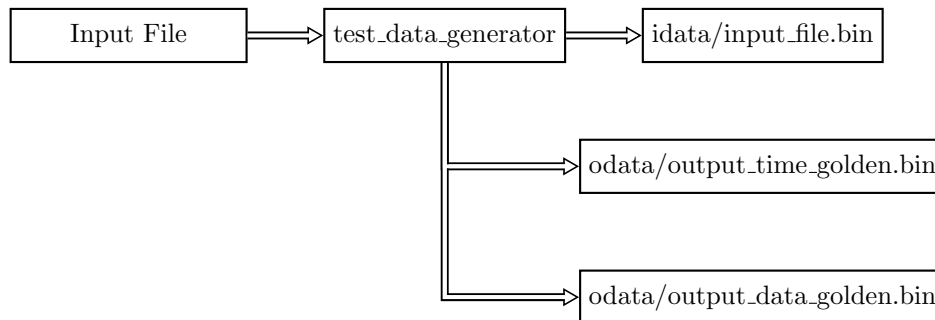 Input File
test_data_generator
idata/input_file.bin
odata/output_time_golden.bin
odata/output_data_golden.bin